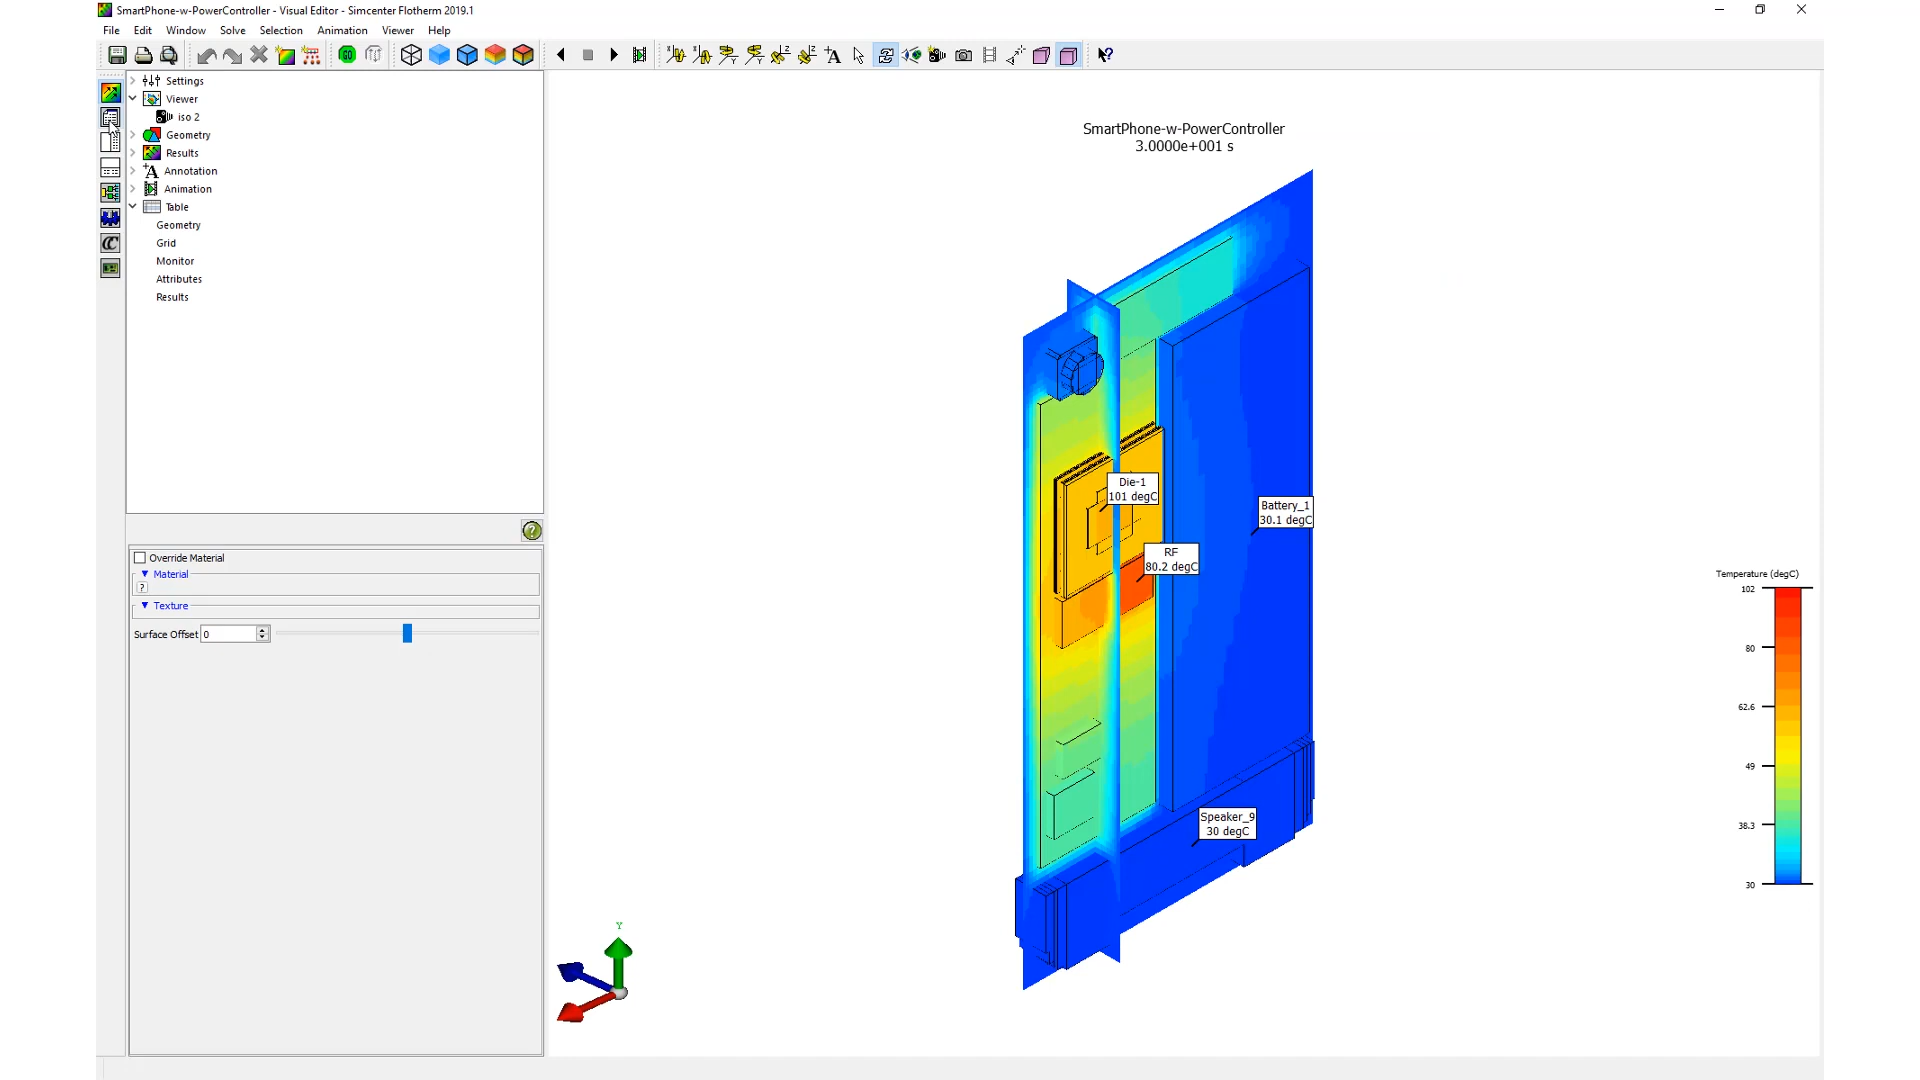 SmartPhone-w-PowerController - Visual Editor - Simcenter Flotherm 2019.1
File Edit Window Solve Selection Animation Viewer Help
GO
Settings
Viewer
iso 2
Geometry
Results
Annotation
Animation
Table
Geometry
Grid
Monitor
Attributes
Results
Override Material
Material
?
Texture
Surface Offset 0
SmartPhone-w-PowerController
3.0000e+001 s
Die-1
101 degC
Battery_1
30.1 degC
RF
80.2 degC
Speaker_9
30 degC
Temperature (degC)
102
80
62.6
49
38.3
30
Y